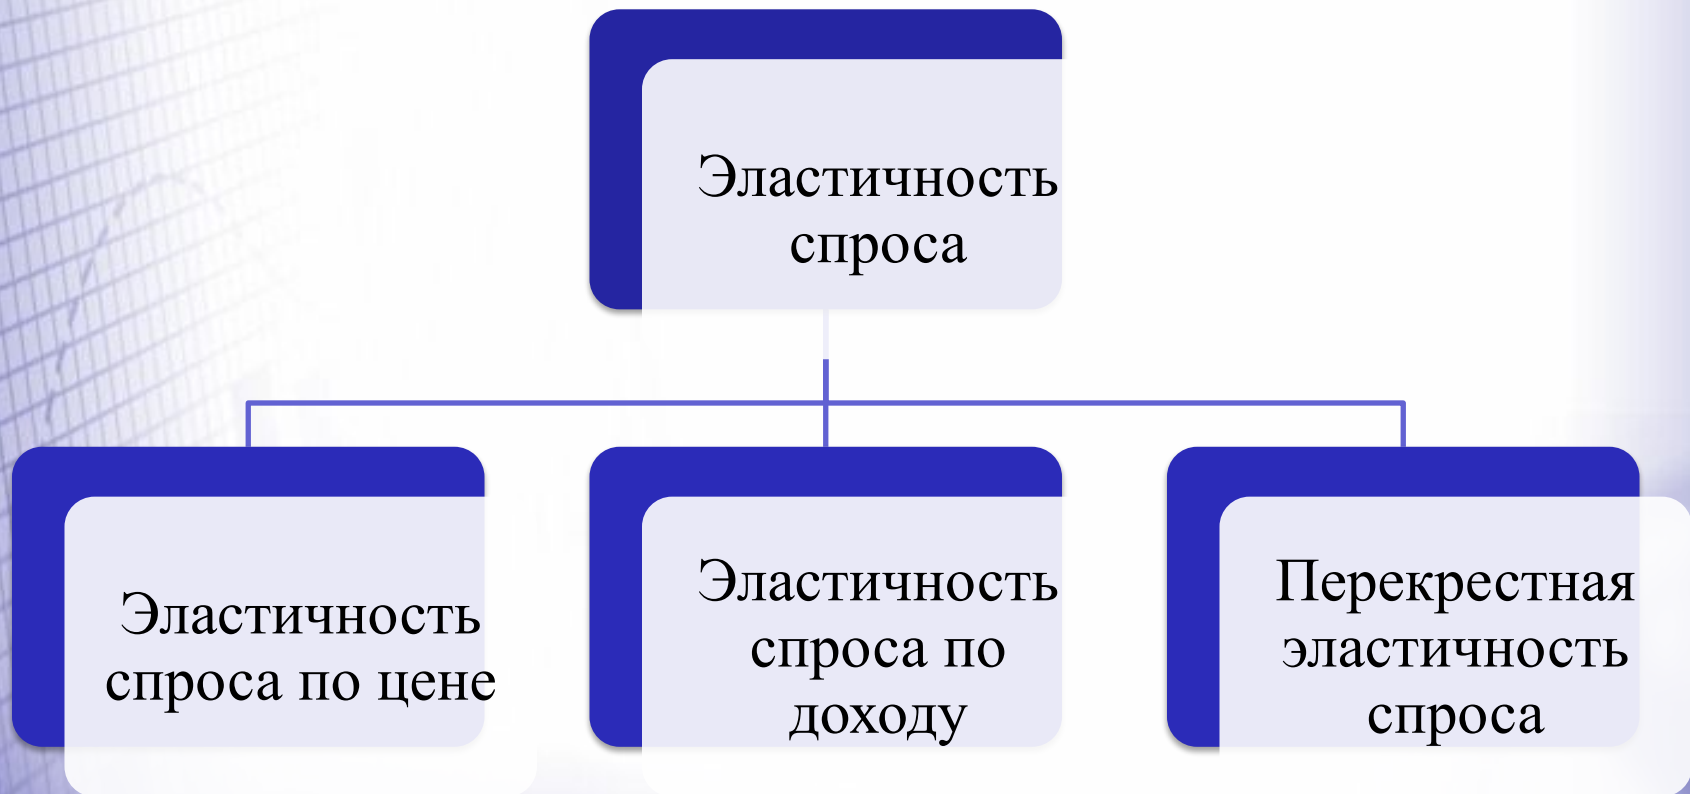 Эластичность
спроса
Эластичность
спроса по цене
Эластичность
спроса по
доходу
Перекрестная
эластичность
спроса